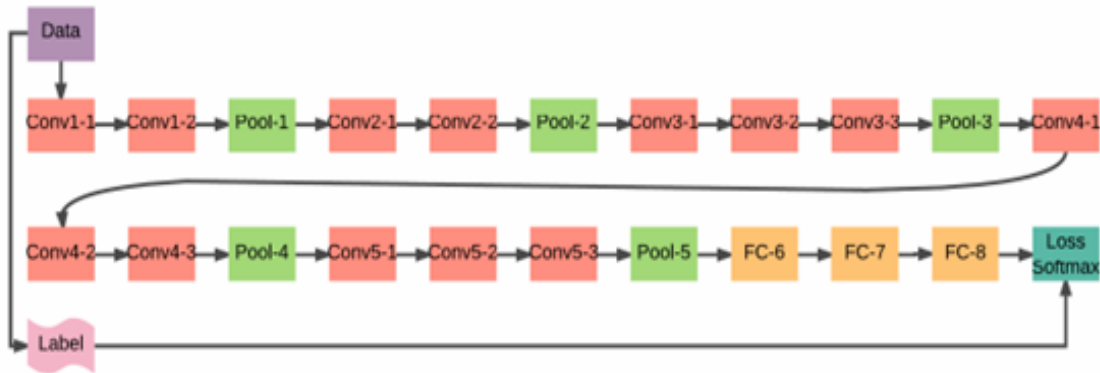 Data
Conv1-1 Conv1-2 Pool-1 Conv2-1 Conv2-2 Pool-2 Conv3-1 Conv3-2 Conv3-3 Pool-3 Conv4-1
Conv4-2 Conv4-3 Pool-4 Conv5-1 Conv5-2 Conv5-3 Pool-5 FC-6 FC-7 FC-8 Loss
Softmax
Label